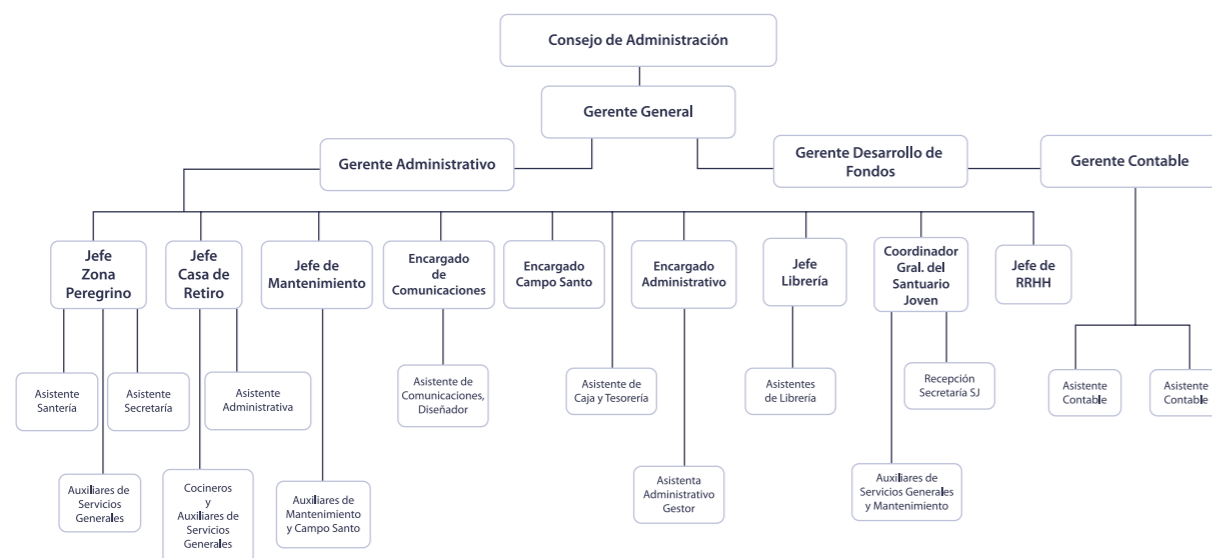 Consejo de Administración
Gerente General
Gerente Administrativo
Gerente Desarrollo de
Fondos
Gerente Contable
Jefe
Zona
Peregrino
Jefe
Casa de
Retiro
Jefe de
Mantenimiento
Encargado
de
Comunicaciones
Encargado
Campo Santo
Encargado
Administrativo
Jefe
Librería
Coordinador
Gral. del
Santuario
Joven
Jefe de
RRHH
Asistente
Santería
Asistente
Secretaría
Asistente
Administrativa
Asistente de
Comunicaciones,
Diseñador
Asistente de
Caja y Tesorería
Asistentes
de Librería
Recepción
Secretaría SJ
Asistente
Contable
Asistente
Contable
Auxiliares de
Servicios
Generales
Cocineros
y
Auxiliares de
Servicios
Generales
Auxiliares de
Mantenimiento
y Campo Santo
Asistenta
Administrativo
Gestor
Auxiliares de
Servicios Generales
y Mantenimiento